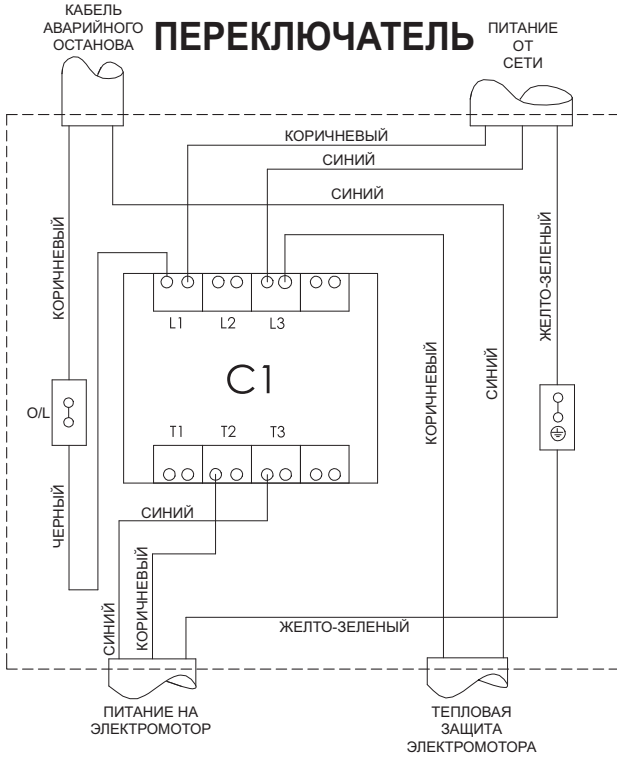 КАБЕЛЬ
АВАРИЙНОГО
ОСТАНОВА
ПЕРЕКЛЮЧАТЕЛЬ
ПИТАНИЕ
ОТ
СЕТИ
КОРИЧНЕВЫЙ
СИНИЙ
СИНИЙ
КОРИЧНЕВЫЙ
ЖЕЛТО-ЗЕЛЕНЫЙ
L1
L2
L3
C1
КОРИЧНЕВЫЙ
СИНИЙ
O/L
T1
T2
T3
ЧЕРНЫЙ
СИНИЙ
СИНИЙ
КОРИЧНЕВЫЙ
ЖЕЛТО-ЗЕЛЕНЫЙ
ПИТАНИЕ НА
ЭЛЕКТРОМОТОР
ТЕПЛОВАЯ
ЗАЩИТА
ЭЛЕКТРОМОТОРА